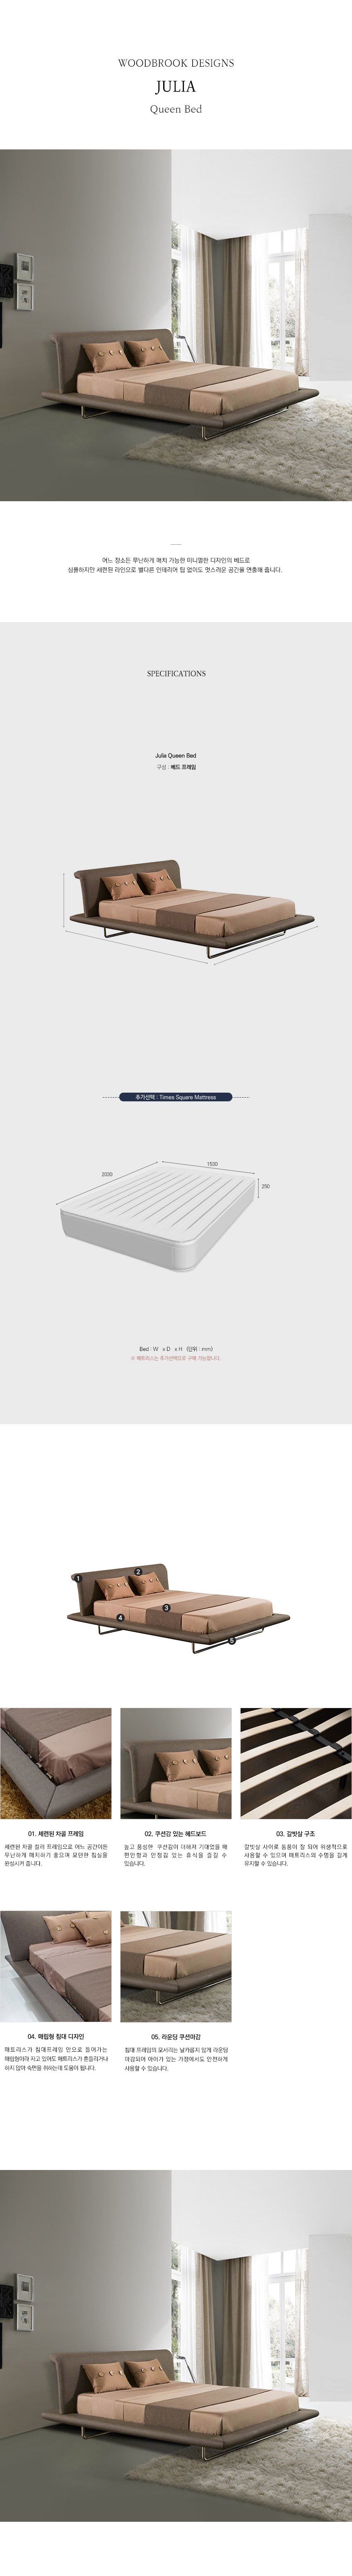 WOODBROOK DESIGNS
JULIA
Queen Bed
어느 장소든 무난하게 매치 가능한 미니멀한 디자인의 베드로
심플하지만 세련된 라인으로 별다른 인테리어 팁 없이도 멋스러운 공간을 연출해 줍니다.
SPECIFICATIONS
Julia Queen Bed
구성 : 베드 프레임
추가선택 : Times Square Mattress
2030
1530
250
Bed : W x D x H (단위 : mm)
※ 매트리스는 추가선택으로 구매 가능합니다.
1
2
3
4
5
01. 세련된 차콜 프레임
세련된 차콜 컬러 프레임으로 어느 공간이든
무난하게 매치하기 좋으며 모던한 침실을
완성시켜 줍니다.
02. 쿠션감 있는 헤드보드
높고 풍성한 쿠션감이 더해져 기대었을 때
편안함과 안정감 있는 휴식을 즐길 수
있습니다.
03. 갈빗살 구조
갈빗살 사이로 통풍이 잘 되어 위생적으로
사용할 수 있으며 매트리스의 수명을 길게
유지할 수 있습니다.
04. 매립형 침대 디자인
매트리스가 침대프레임 안으로 들어가는
매립형이라 자고 있어도 매트리스가 흔들리거나
하지 않아 숙면을 취하는데 도움이 됩니다.
05. 라운딩 쿠션마감
침대 프레임의 모서리는 날카롭지 않게 라운딩
마감되어 아이가 있는 가정에서도 안전하게
사용할 수 있습니다.